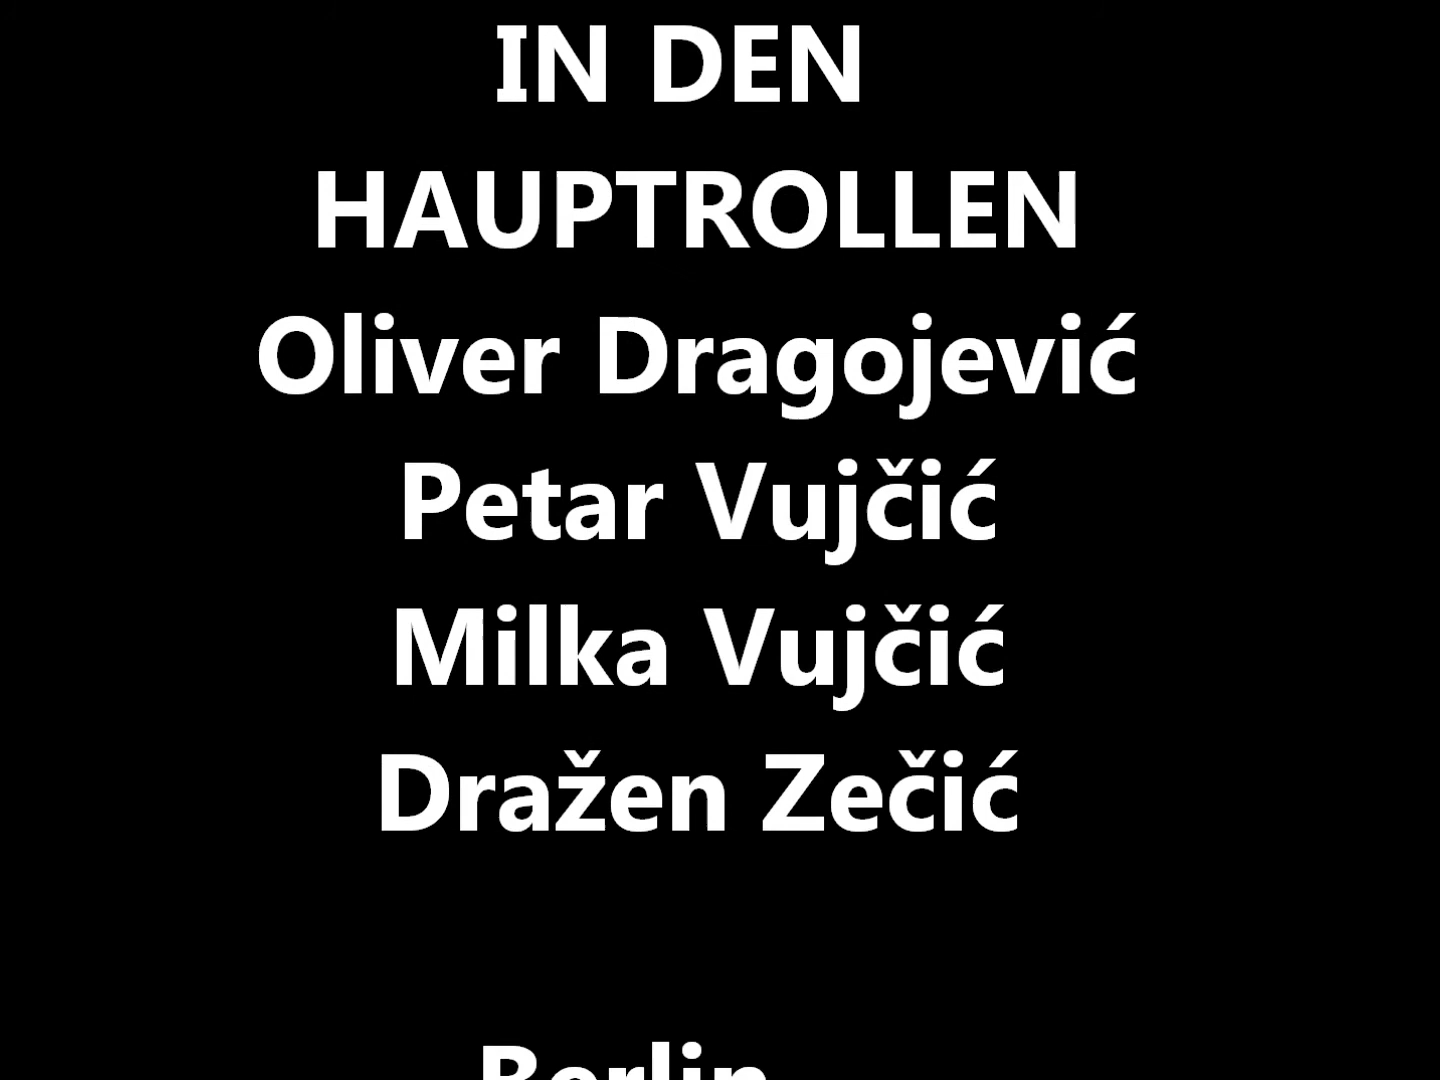 IN DEN
HAUPTROLLEN
Oliver Dragojević
Petar Vujčić
Milka Vujčić
Dražen Zečić
Berlin